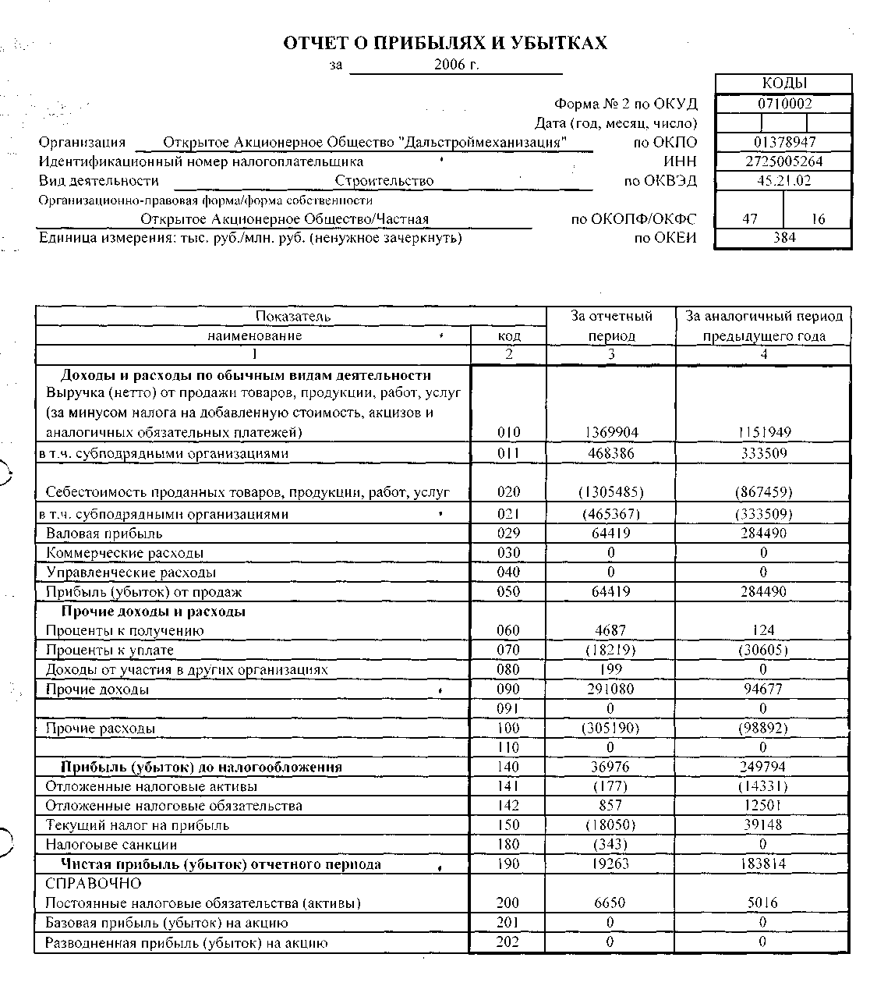 ОТЧЕТ О ПРИБЫЛЯХ И УБЫТКАХ
за 2006 г.
КОДЫ
Форма № 2 по ОКУД 0710002
Дата (год, месяц, число)
Организация Открытое Акционерное Общество "Дальстроймеханизация" по ОКПО 01378947
Идентификационный номер налогоплательщика ИНН 2725005264
Вид деятельности Строительство по ОКВЭД 45.21.02
Организационно-правовая форма/форма собственности
Открытое Акционерное Общество/Частная по ОКОПФ/ОКФС 47 16
Единица измерения: тыс. руб./млн. руб. (ненужное зачеркнуть) по ОКЕИ 384
Показатель За отчетный За аналогичный период
наименование код период предыдущего года
1 2 3 4
Доходы и расходы по обычным видам деятельности
Выручка (нетто) от продажи товаров, продукции, работ, услуг
(за минусом налога на добавленную стоимость, акцизов и
аналогичных обязательных платежей) 010 1369904 1151949
в т.ч. субподрядными организациями 011 468386 333509
Себестоимость проданных товаров, продукции, работ, услуг 020 (1305485) (867459)
в т.ч. субподрядными организациями 021 (465367) (333509)
Валовая прибыль 029 64419 284490
Коммерческие расходы 030 0 0
Управленческие расходы 040 0 0
Прибыль (убыток) от продаж 050 64419 284490
Прочие доходы и расходы
Проценты к получению 060 4687 124
Проценты к уплате 070 (18219) (30605)
Доходы от участия в других организациях 080 199 0
Прочие доходы 090 291080 94677
091 0 0
Прочие расходы 100 (305190) (98892)
110 0 0
Прибыль (убыток) до налогообложения 140 36976 249794
Отложенные налоговые активы 141 (177) (14331)
Отложенные налоговые обязательства 142 857 12501
Текущий налог на прибыль 150 (18050) 39148
Налогоыве санкции 180 (343) 0
Чистая прибыль (убыток) отчетного периода 190 19263 183814
СПРАВОЧНО
Постоянные налоговые обязательства (активы) 200 6650 5016
Базовая прибыль (убыток) на акцию 201 0 0
Разводненная прибыль (убыток) на акцию 202 0 0